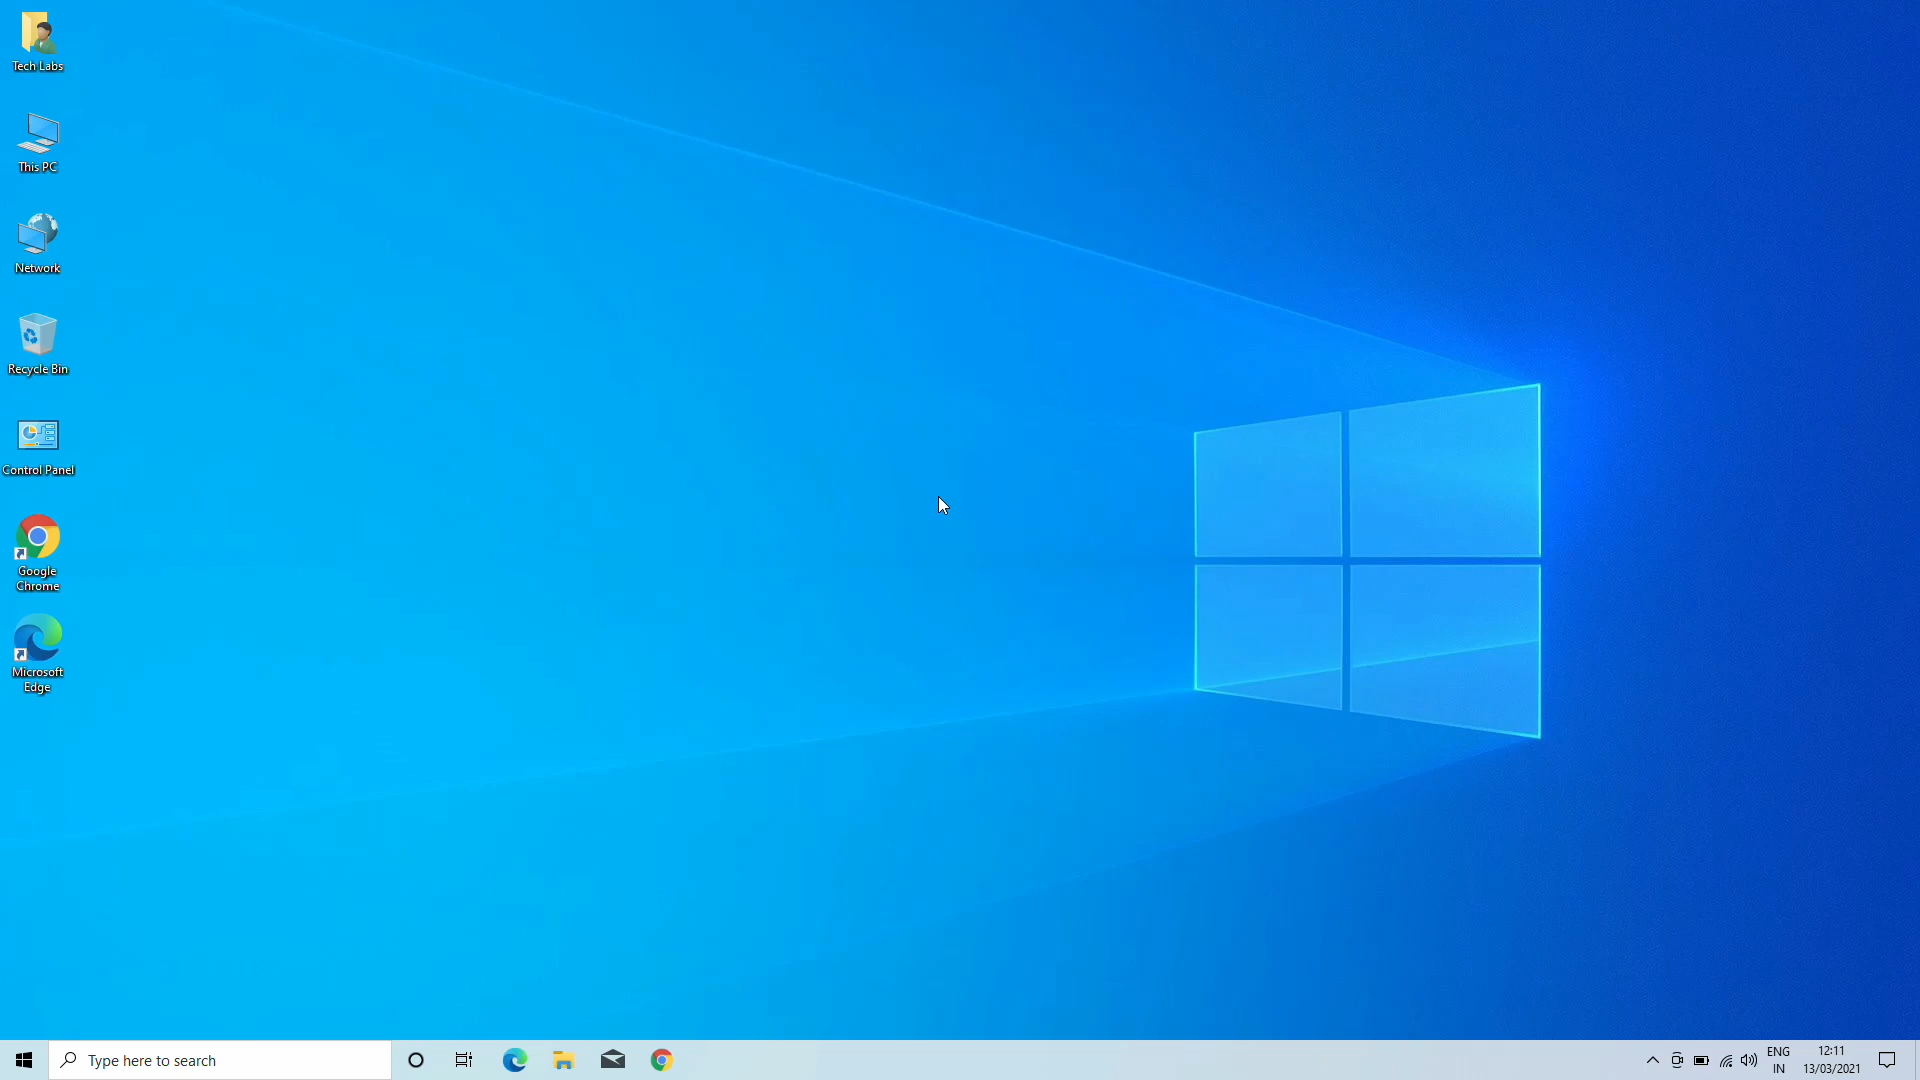 Tech Labs
This PC
Network
Recycle Bin
Control Panel
Google
Chrome
Microsoft
Edge
Type here to search
ENG
IN
12:11
13/03/2021